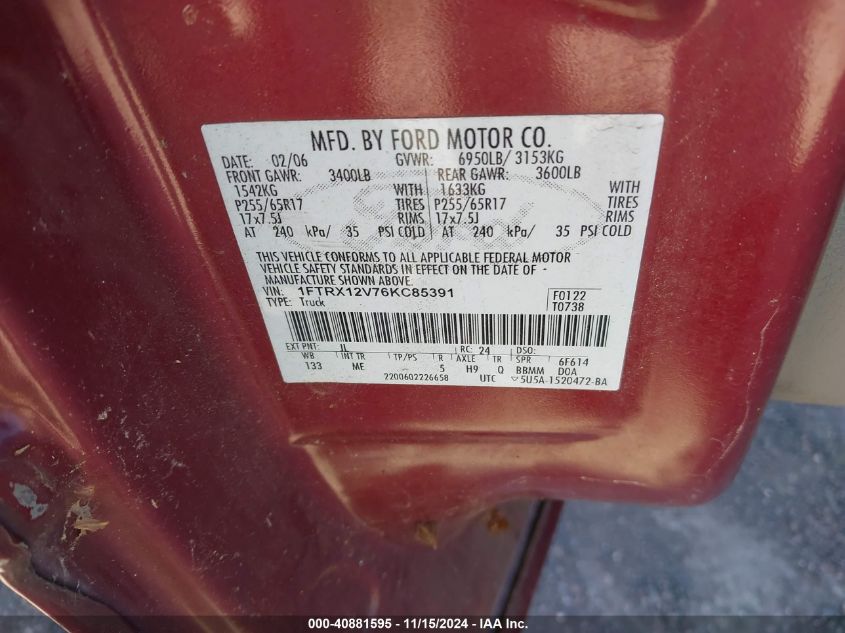 MFD. BY FORD MOTOR CO.
DATE: 02/06 GVWR: 6950LB/ 3153KG
FRONT GAWR: 3400LB REAR GAWR: 3600LB
1542KG WITH 1633KG WITH
P255/65R17 TIRES P255/65R17 TIRES
17x7.5J RIMS 17x7.5J RIMS
AT 240 kPa/ 35 PSI COLD AT 240 kPa/ 35 PSI COLD
THIS VEHICLE CONFORMS TO ALL APPLICABLE FEDERAL MOTOR
VEHICLE SAFETY STANDARDS IN EFFECT ON THE DATE OF
MANUFACTURE SHOWN ABOVE.
VIN: 1FTRX12V76KC85391 F0122
TYPE: Truck T0738
EXT PNT: JL RC: 24 DSO:
WB INT TR TP/PS R AXLE TR SPR 6F614
133 ME 5 H9 Q BBMM DOA
2200602226658 UTC 5U5A-1520472-BA
Ford
000-40881595 - 11/15/2024 - IAA Inc.